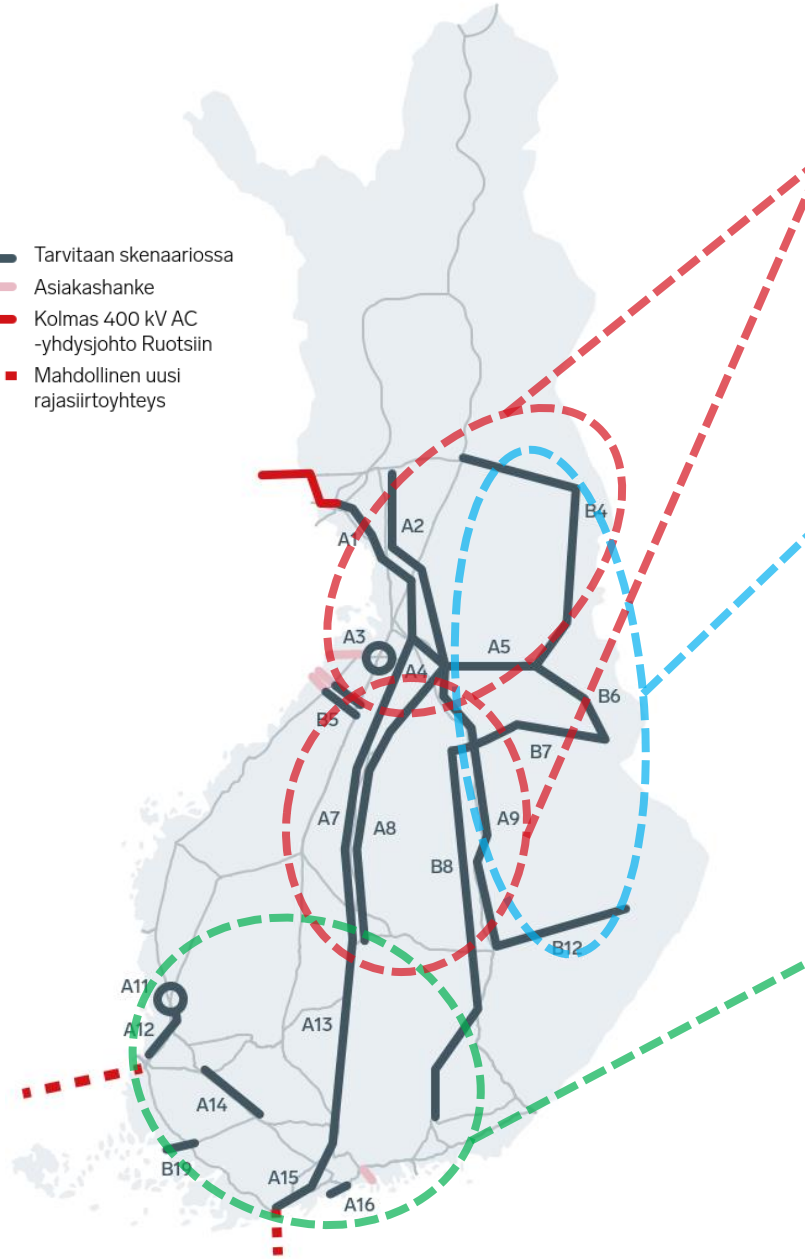 Tarvitaan skenaariossa
Asiakashanke
Kolmas 400 kV AC
-yhdysjohto Ruotsiin
Mahdollinen uusi
rajasiirtoyhteys
B4
A2
A1
A3
A5
A4
B6
B5
B7
A7
A8
A9
B8
B12
A11
A12
A13
A14
B19
A15
A16